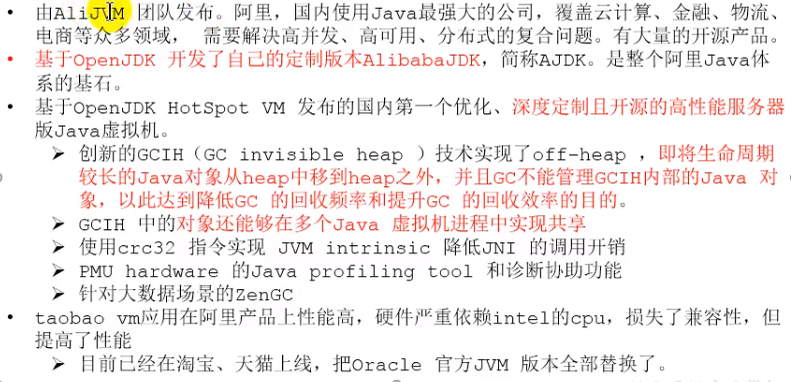 • 由AliJVM 团队发布。阿里，国内使用Java最强大的公司，覆盖云计算、金融、物流、
电商等众多领域， 需要解决高并发、高可用、分布式的复合问题。有大量的开源产品。
• 基于OpenJDK 开发了自己的定制版本AlibabaJDK，简称AJDK。是整个阿里Java体
系的基石。
• 基于OpenJDK HotSpot VM 发布的国内第一个优化、深度定制且开源的高性能服务器
版Java虚拟机。
➢ 创新的GCIH（GC invisible heap ）技术实现了off-heap ，即将生命周期
较长的Java对象从heap中移到heap之外，并且GC不能管理GCIH内部的Java 对
象，以此达到降低GC 的回收频率和提升GC 的回收效率的目的。
➢ GCIH 中的对象还能够在多个Java 虚拟机进程中实现共享
➢ 使用crc32 指令实现 JVM intrinsic 降低JNI 的调用开销
➢ PMU hardware 的Java profiling tool 和诊断协助功能
➢ 针对大数据场景的ZenGC
• taobao vm应用在阿里产品上性能高，硬件严重依赖intel的cpu，损失了兼容性，但
提高了性能
➢ 目前已经在淘宝、天猫上线，把Oracle 官方JVM 版本全部替换了。